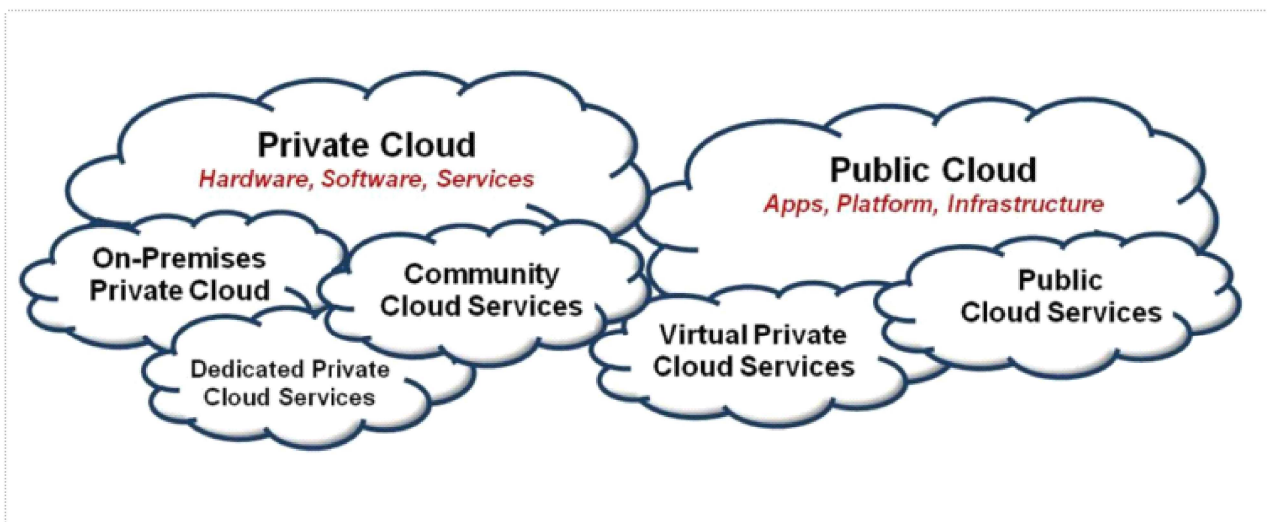 Private Cloud
Hardware, Software, Services
Public Cloud
Apps, Platform, Infrastructure
On-Premises
Private Cloud
Community
Cloud Services
Dedicated Private
Cloud Services
Virtual Private
Cloud Services
Public
Cloud Services